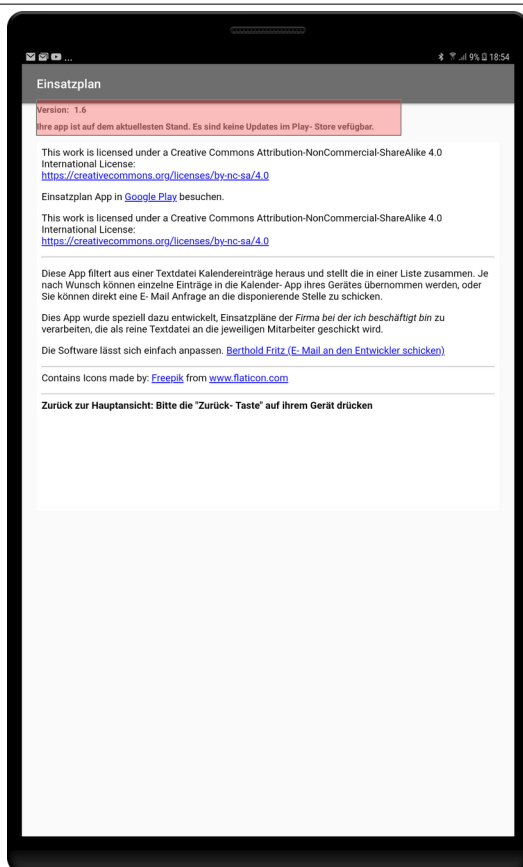 ...
9% 18:54
Einsatzplan
Version: 1.6
Ihre app ist auf dem aktuellesten Stand. Es sind keine Updates im Play- Store vefügbar.
This work is licensed under a Creative Commons Attribution-NonCommercial-ShareAlike 4.0
International License:
https://creativecommons.org/licenses/by-nc-sa/4.0
Einsatzplan App in Google Play besuchen.
This work is licensed under a Creative Commons Attribution-NonCommercial-ShareAlike 4.0
International License:
https://creativecommons.org/licenses/by-nc-sa/4.0
Diese App filtert aus einer Textdatei Kalendereinträge heraus und stellt die in einer Liste zusammen. Je
nach Wunsch können einzelne Einträge in die Kalender- App ihres Gerätes übernommen werden, oder
Sie können direkt eine E- Mail Anfrage an die disponierende Stelle zu schicken.
Dies App wurde speziell dazu entwickelt, Einsatzpläne der Firma bei der ich beschäftigt bin zu
verarbeiten, die als reine Textdatei an die jeweiligen Mitarbeiter geschickt wird.
Die Software lässt sich einfach anpassen. Berthold Fritz (E- Mail an den Entwickler schicken)
Contains Icons made by: Freepik from www.flaticon.com
Zurück zur Hauptansicht: Bitte die "Zurück- Taste" auf ihrem Gerät drücken